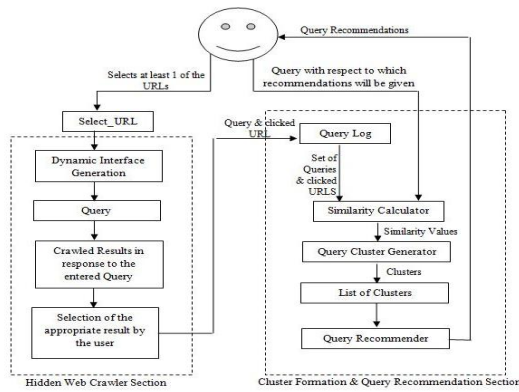 Query Recommendations
Selects at least 1 of the
URLs
Query with respect to which
recommendations will be given
Select_URL
Dynamic Interface
Generation
Query
Crawled Results in
response to the
entered Query
Selection of the
appropriate result by
the user
Hidden Web Crawler Section
Query & clicked
URL
Query Log
Set of
Queries
& clicked
URLS
Similarity Calculator
Similarity Values
Query Cluster Generator
Clusters
List of Clusters
Query Recommender
Cluster Formation & Query Recommendation Section